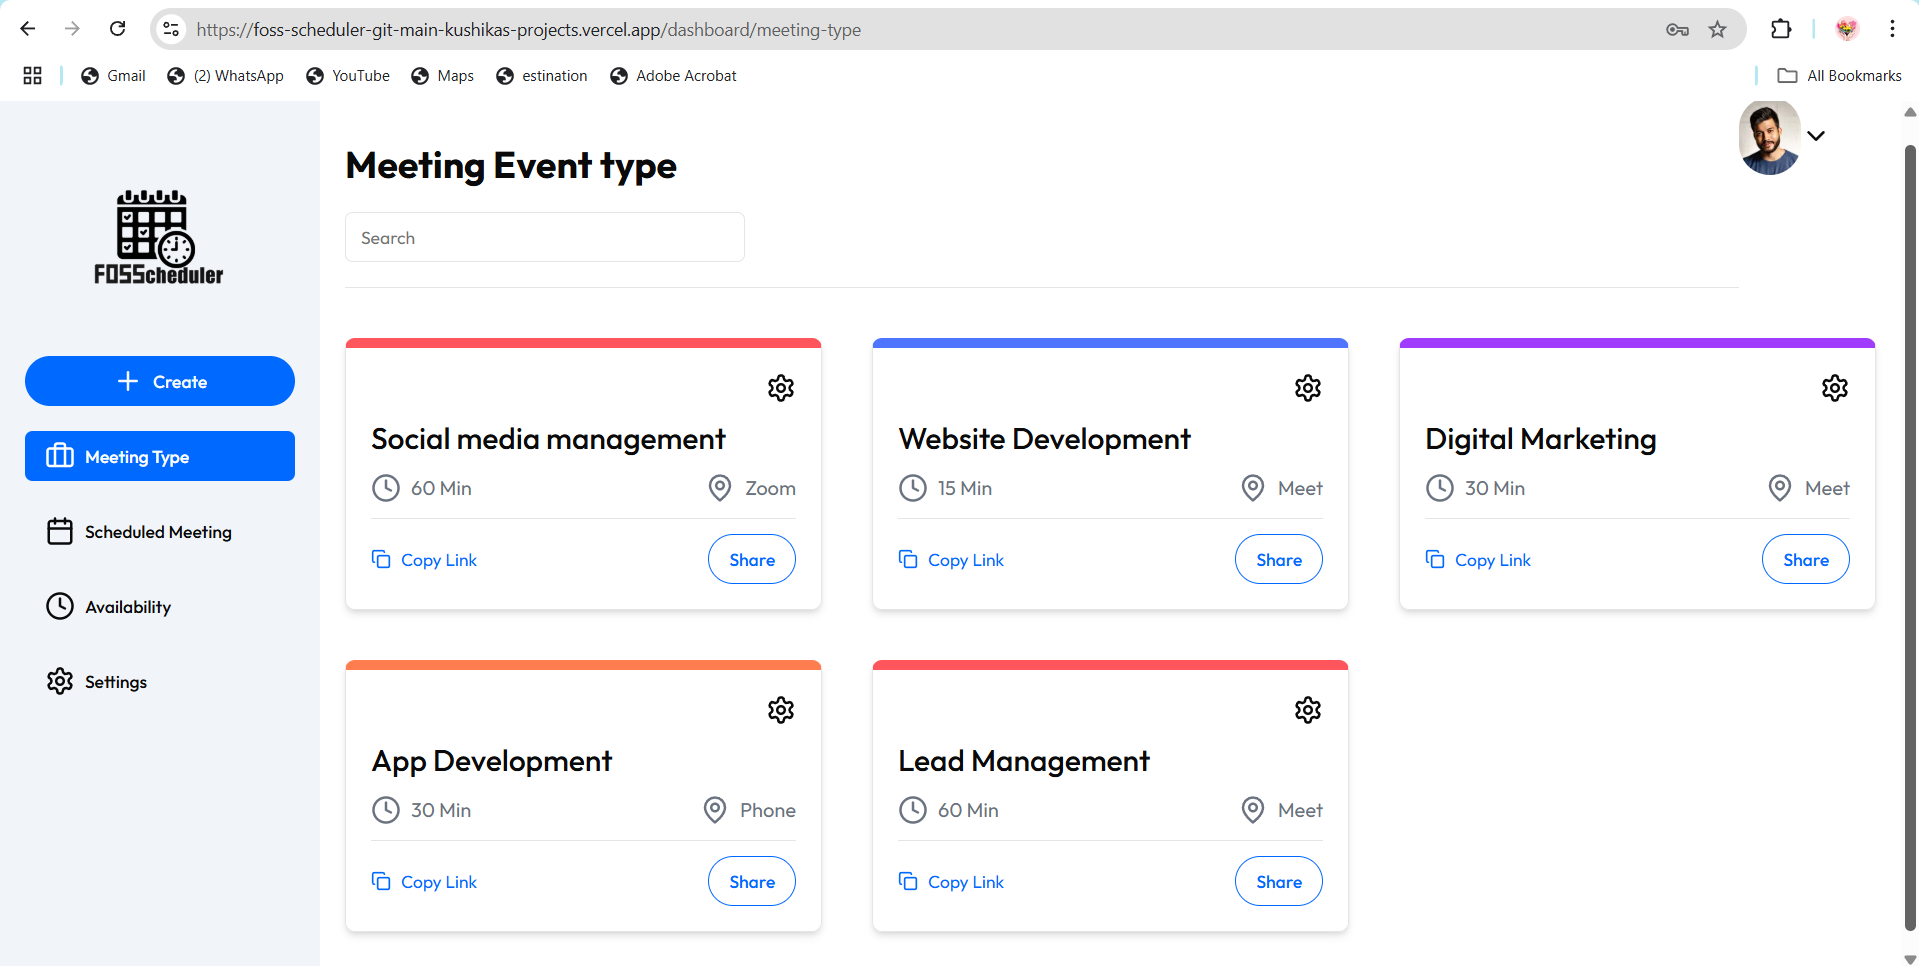 https://foss-scheduler-git-main-kushikas-projects.vercel.app/dashboard/meeting-type
Gmail (2) WhatsApp YouTube Maps estination Adobe Acrobat All Bookmarks
FOSScheduler
Create
Meeting Type
Scheduled Meeting
Availability
Settings
Meeting Event type
Search
Social media management
60 Min Zoom
Copy Link Share
Website Development
15 Min Meet
Copy Link Share
Digital Marketing
30 Min Meet
Copy Link Share
App Development
30 Min Phone
Copy Link Share
Lead Management
60 Min Meet
Copy Link Share